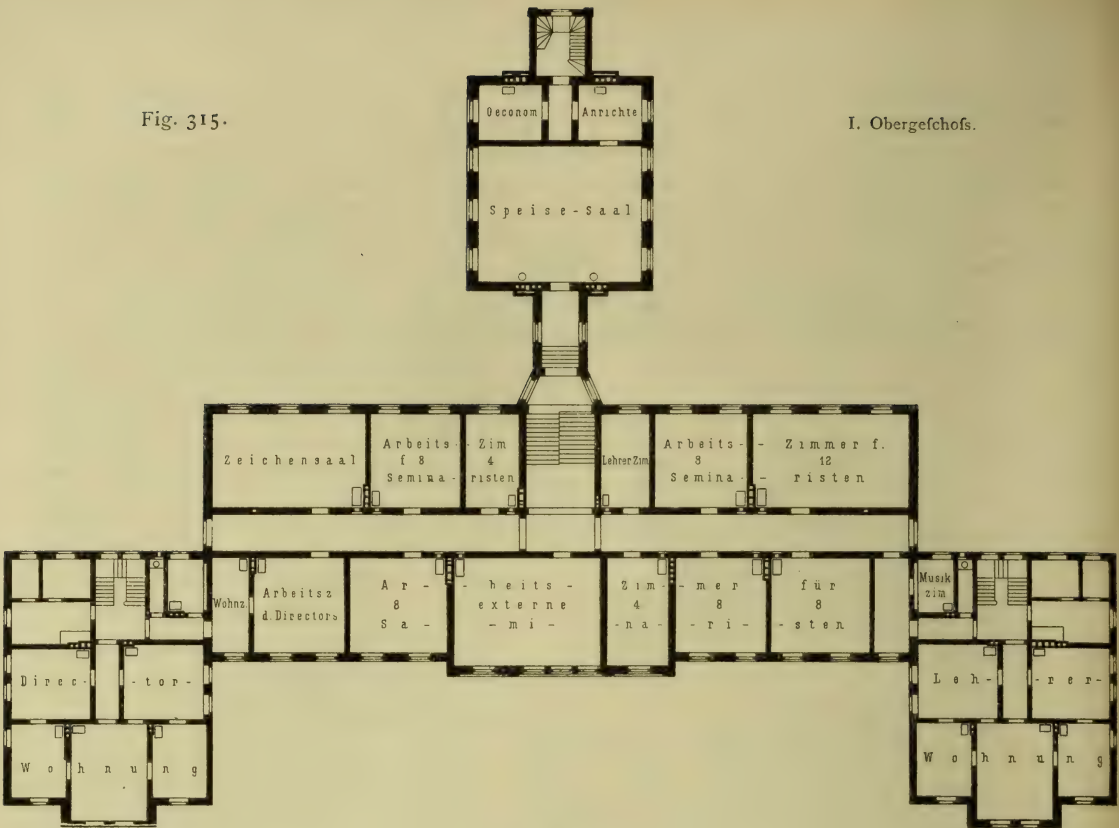 Fig. 315.
I. Obergeſchoſs.
Oeconom
Anrichte
Speise-Saal
Zeichensaal
Arbeits- Zim
f 8 4
Semina- risten
Lehrer Zim
Arbeits- - Zimmer f.
8 12
Semina- - risten
Wohnz.
Arbeitsz
d. Directors
Ar- -heits- Zim- -mer für
8 externe 4 8 8
Sa- -mi- -na- -ri- -sten
Musik
zim
Direc- -tor-
Wohnung
Leh- -rer-
Wohnung